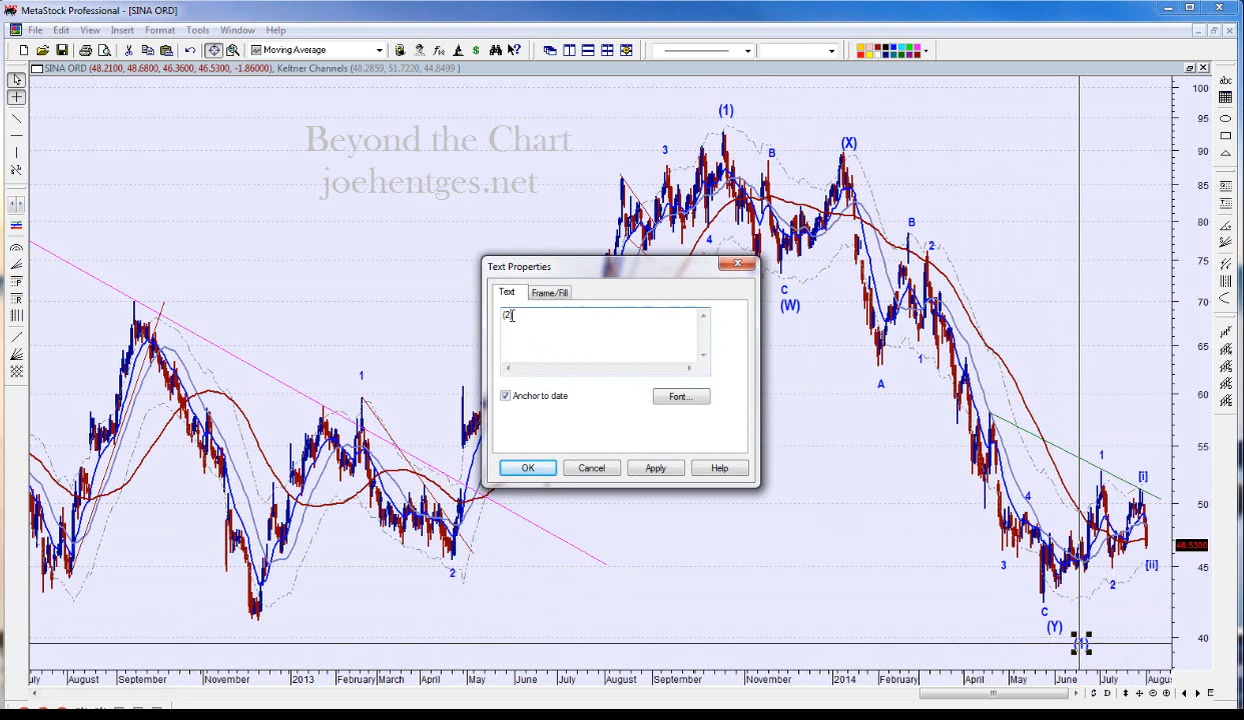 MetaStock Professional - [SINA ORD]
File Edit View Insert Format Tools Window Help
Moving Average
SINA ORD (48.2100, 48.6800, 46.3600, 46.5300, -1.86000), Keltner Channels (48.2859, 51.7220, 44.8499 )
abc
Beyond the Chart
joehentges.net
(1)
3
B
(X)
4
C
(W)
B
2
1
A
1
2
4
3
C
(Y)
1
[i]
[ii]
2
100
95
90
85
80
75
70
65
60
55
50
46.5300
45
40
Text Properties
Text Frame/Fill
(2)
Anchor to date
Font...
OK Cancel Apply Help
uly August September November 2013 February March April May June July August September November 2014 February April May June July Augus
D